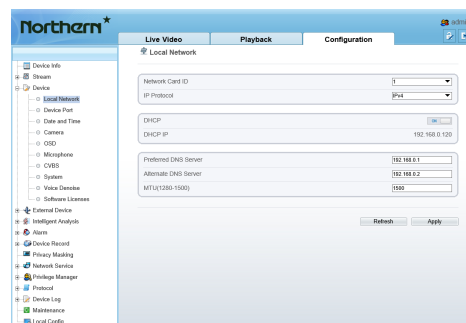 Northern
admi
Live Video
Playback
Configuration
Local Network
Device Info
Stream
Device
Local Network
Device Port
Date and Time
Camera
OSD
Microphone
CVBS
System
Voice Denoise
Software Licenses
External Device
Intelligent Analysis
Alarm
Device Record
Privacy Masking
Network Service
Privilege Manager
Protocol
Device Log
Maintenance
Local Config
Network Card ID
1
IP Protocol
IPv4
DHCP
ON
DHCP IP
192.168.0.120
Preferred DNS Server
192.168.0.1
Alternate DNS Server
192.168.0.2
MTU(1280-1500)
1500
Refresh
Apply